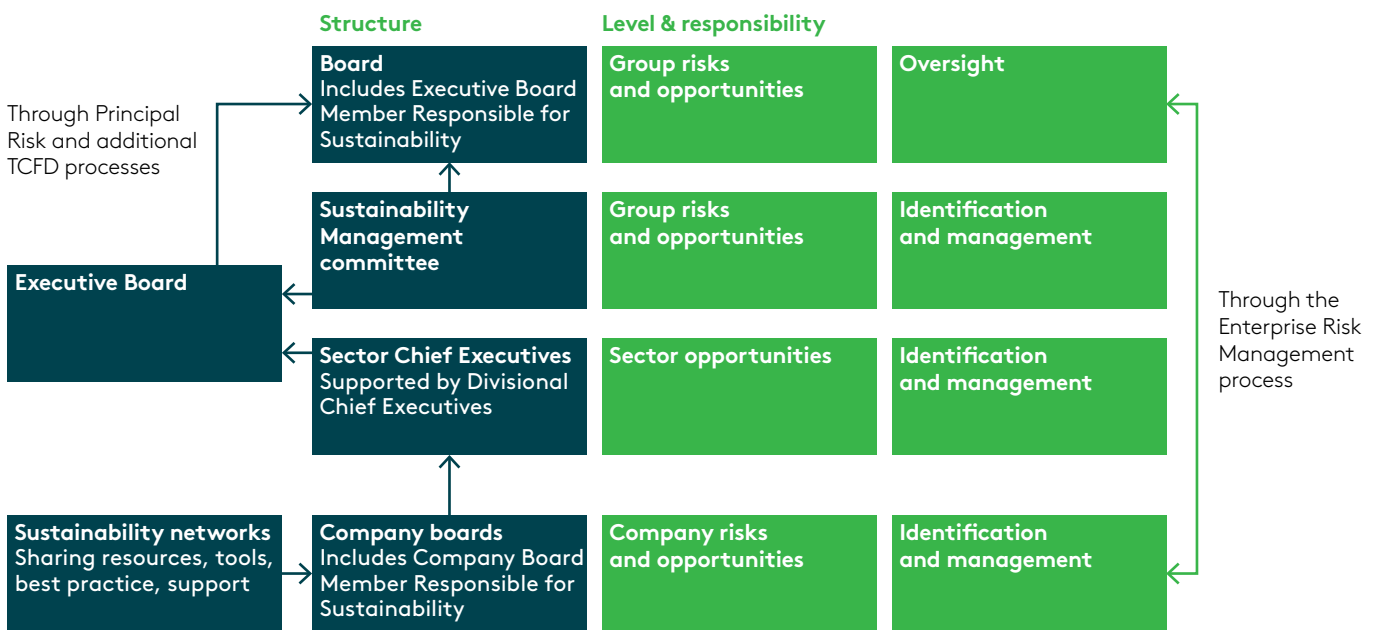 Structure
Level & responsibility
Through Principal
Risk and additional
TCFD processes
Board
Includes Executive Board
Member Responsible for
Sustainability
Group risks
and opportunities
Oversight
Sustainability
Management
committee
Group risks
and opportunities
Identification
and management
Executive Board
Through the
Enterprise Risk
Management
process
Sector Chief Executives
Supported by Divisional
Chief Executives
Sector opportunities
Identification
and management
Sustainability networks
Sharing resources, tools,
best practice, support
Company boards
Includes Company Board
Member Responsible for
Sustainability
Company risks
and opportunities
Identification
and management